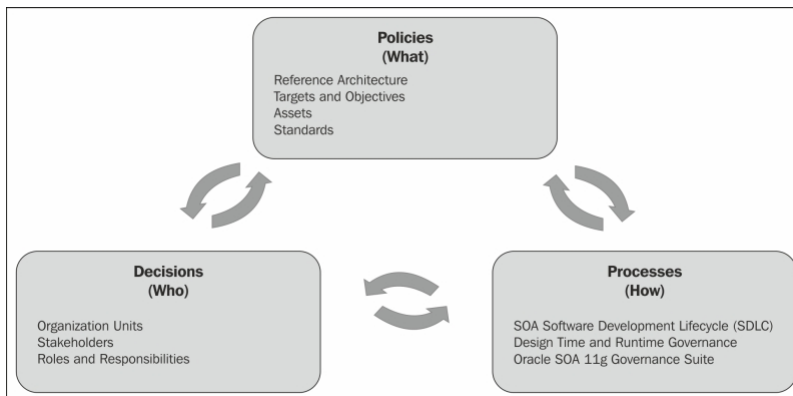 Policies
(What)
Reference Architecture
Targets and Objectives
Assets
Standards
Decisions
(Who)
Organization Units
Stakeholders
Roles and Responsibilities
Processes
(How)
SOA Software Development Lifecycle (SDLC)
Design Time and Runtime Governance
Oracle SOA 11g Governance Suite